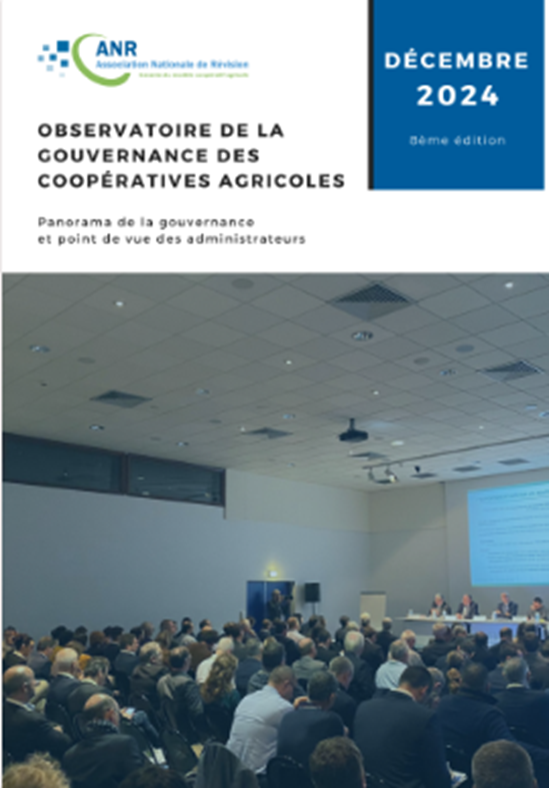 ANR
Association Nationale de Révision
DÉCEMBRE
2024
8ème édition
OBSERVATOIRE DE LA
GOUVERNANCE DES
COOPÉRATIVES AGRICOLES
Panorama de la gouvernance
et point de vue des administrateurs